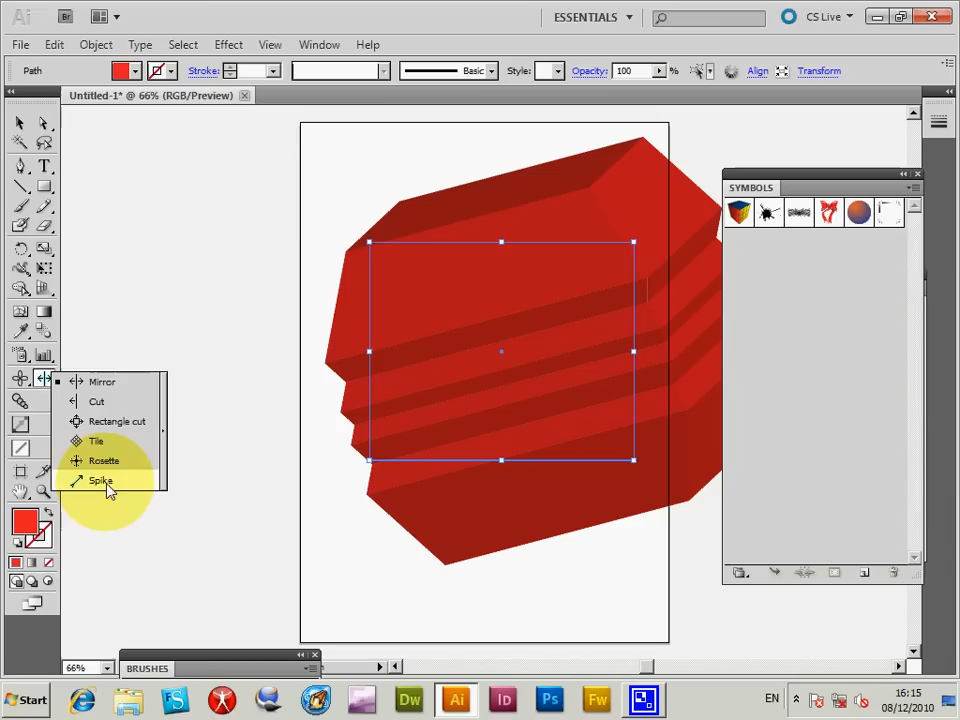 Ai Br ESSENTIALS CS Live
File Edit Object Type Select Effect View Window Help
Path Stroke: Basic Style: Opacity: 100 % Align Transform
Untitled-1* @ 66% (RGB/Preview)
SYMBOLS
T
Mirror
Cut
Rectangle cut
Tile
Rosette
Spike
66% BRUSHES
Start Dw Ai Id Ps Fw EN 16:15
08/12/2010